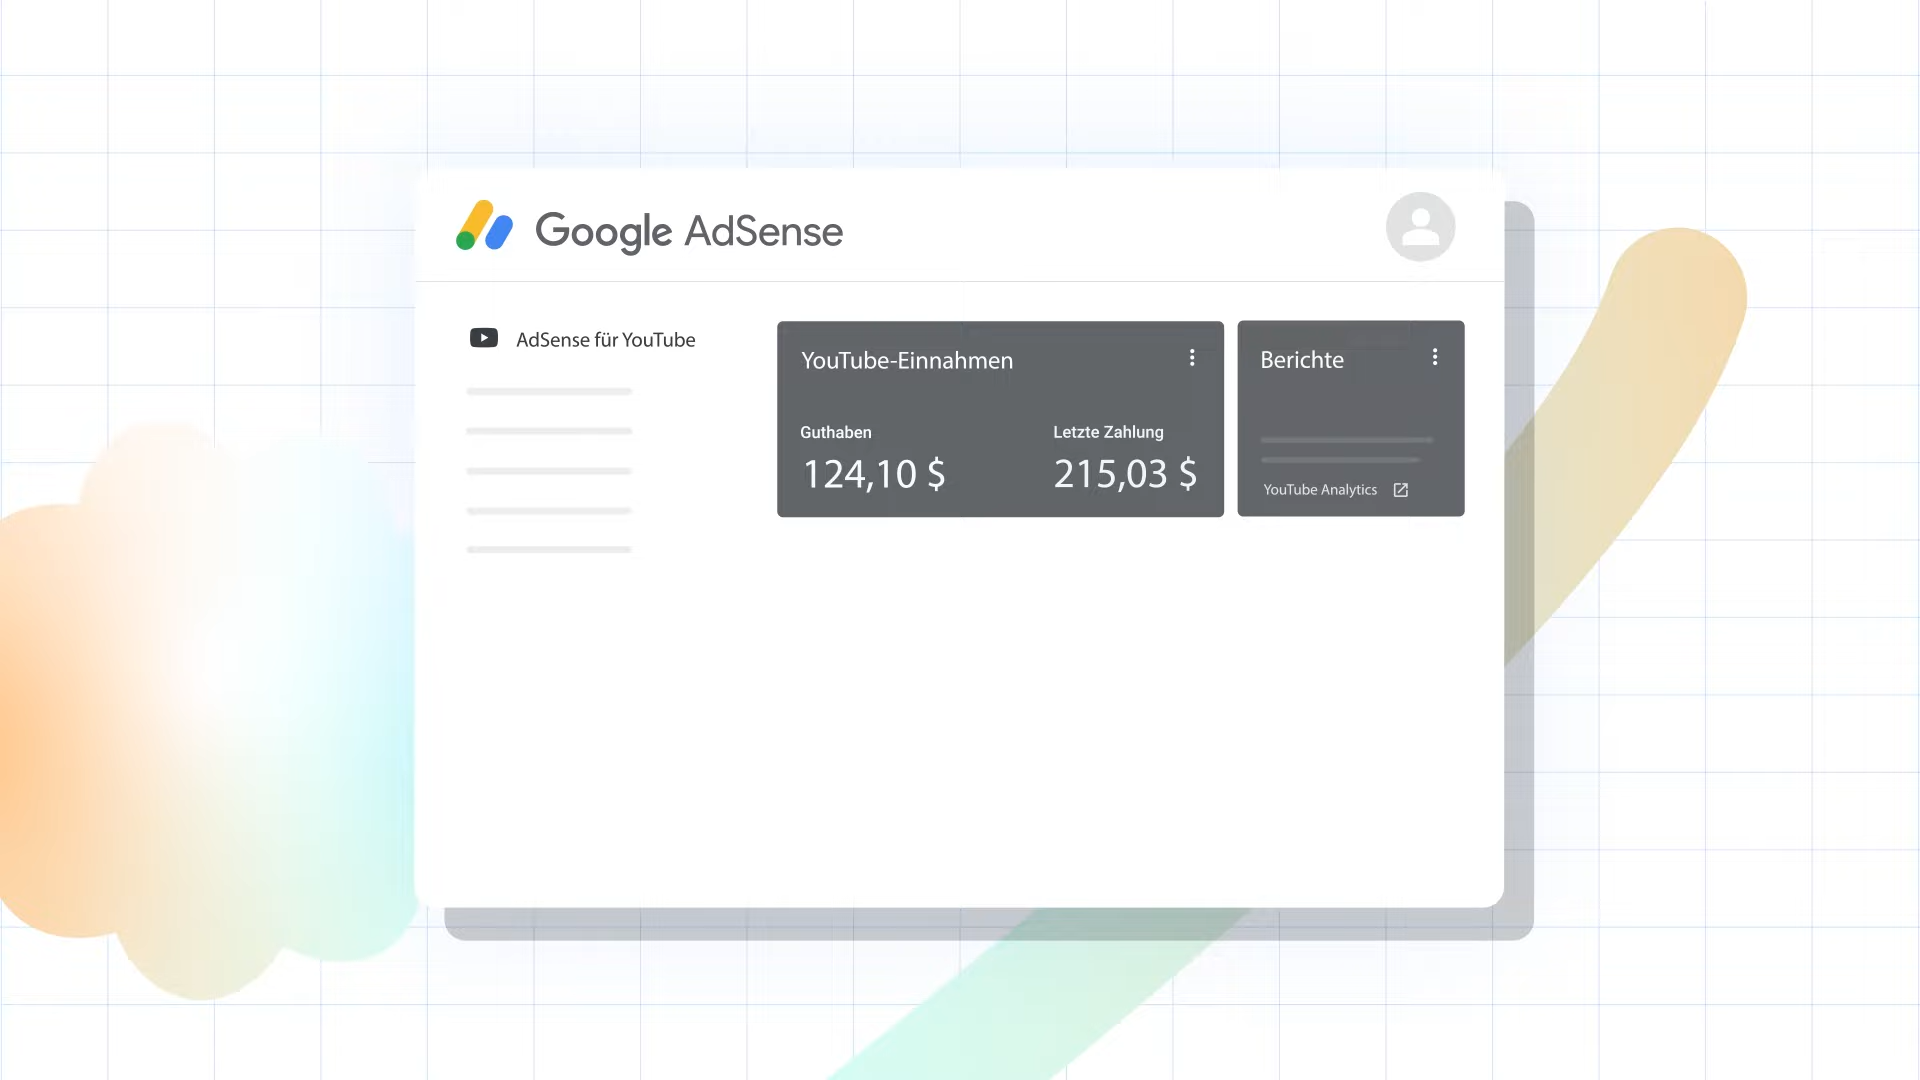 Google AdSense
AdSense für YouTube
YouTube-Einnahmen
Guthaben
124,10 $
Letzte Zahlung
215,03 $
Berichte
YouTube Analytics